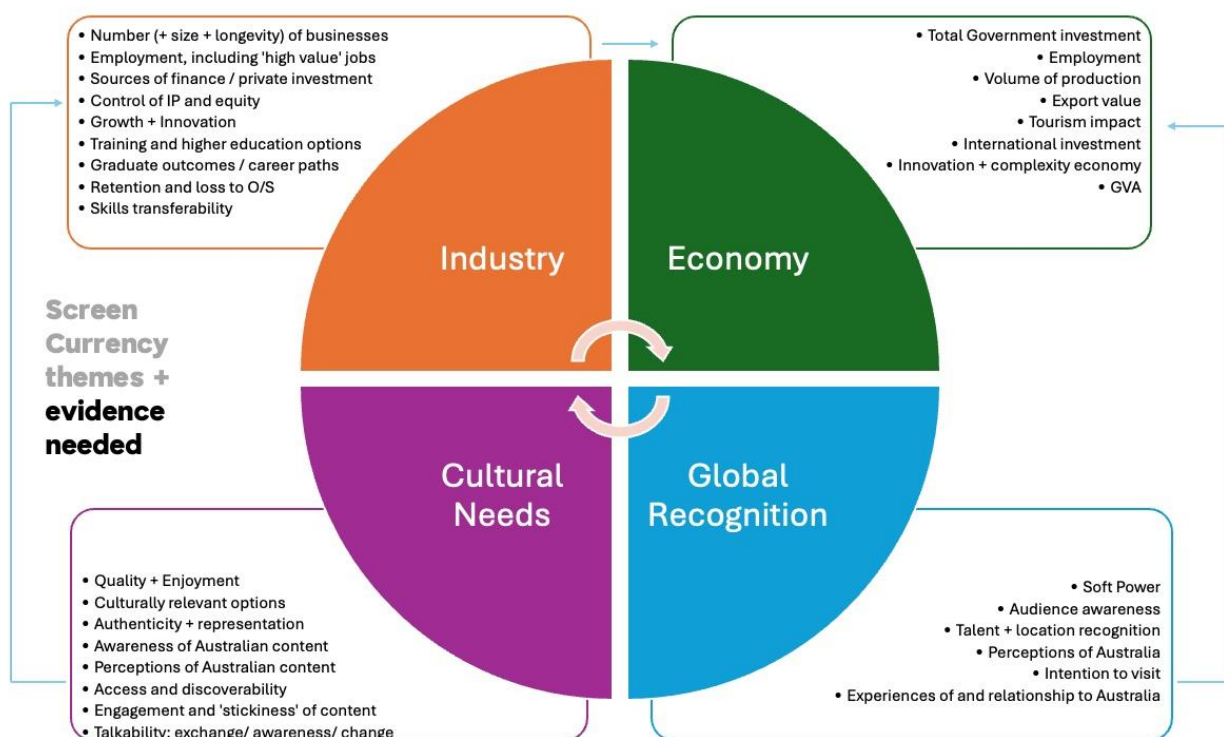 • Number (+ size + longevity) of businesses
• Employment, including 'high value' jobs
• Sources of finance / private investment
• Control of IP and equity
• Growth + Innovation
• Training and higher education options
• Graduate outcomes / career paths
• Retention and loss to O/S
• Skills transferability
• Total Government investment
• Employment
• Volume of production
• Export value
• Tourism impact
• International investment
• Innovation + complexity economy
• GVA
Industry
Economy
Screen
Currency
themes +
evidence
needed
Cultural
Needs
Global
Recognition
• Quality + Enjoyment
• Culturally relevant options
• Authenticity + representation
• Awareness of Australian content
• Perceptions of Australian content
• Access and discoverability
• Engagement and 'stickiness' of content
• Talkability: exchange/ awareness/ change
• Soft Power
• Audience awareness
• Talent + location recognition
• Perceptions of Australia
• Intention to visit
• Experiences of and relationship to Australia